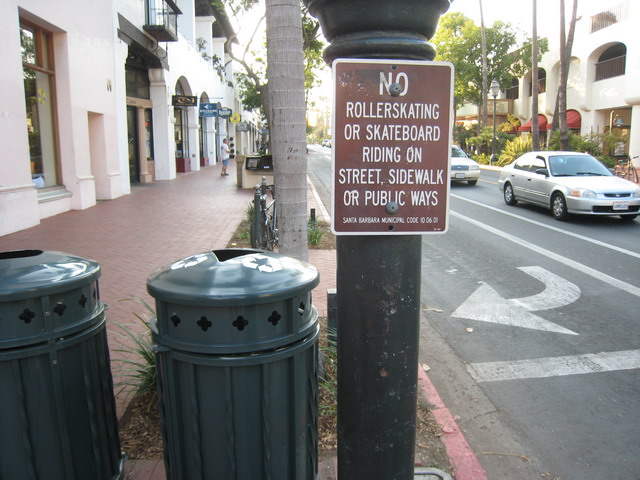 NO
ROLLERSKATING
OR SKATEBOARD
RIDING ON
STREET, SIDEWALK
OR PUBLIC WAYS
SANTA BARBARA MUNICIPAL CODE 10.06.01